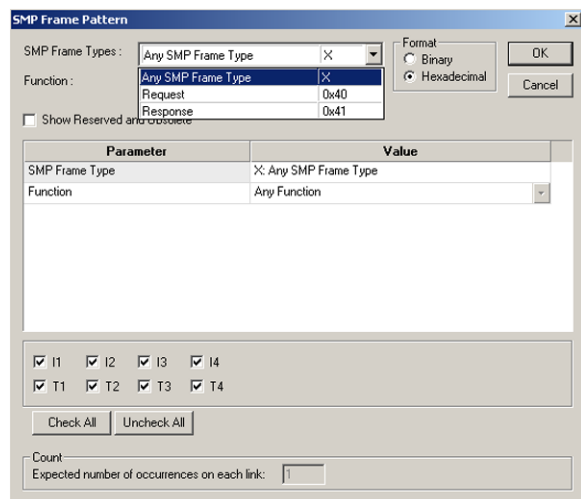 SMP Frame Pattern
SMP Frame Types : Any SMP Frame Type X
Format
Binary
Hexadecimal
OK
Cancel
Function :
Any SMP Frame Type X
Request 0x40
Response 0x41
Show Reserved and Obsolete
Parameter Value
SMP Frame Type X: Any SMP Frame Type
Function Any Function
I1 I2 I3 I4
T1 T2 T3 T4
Check All Uncheck All
Count
Expected number of occurrences on each link: 1